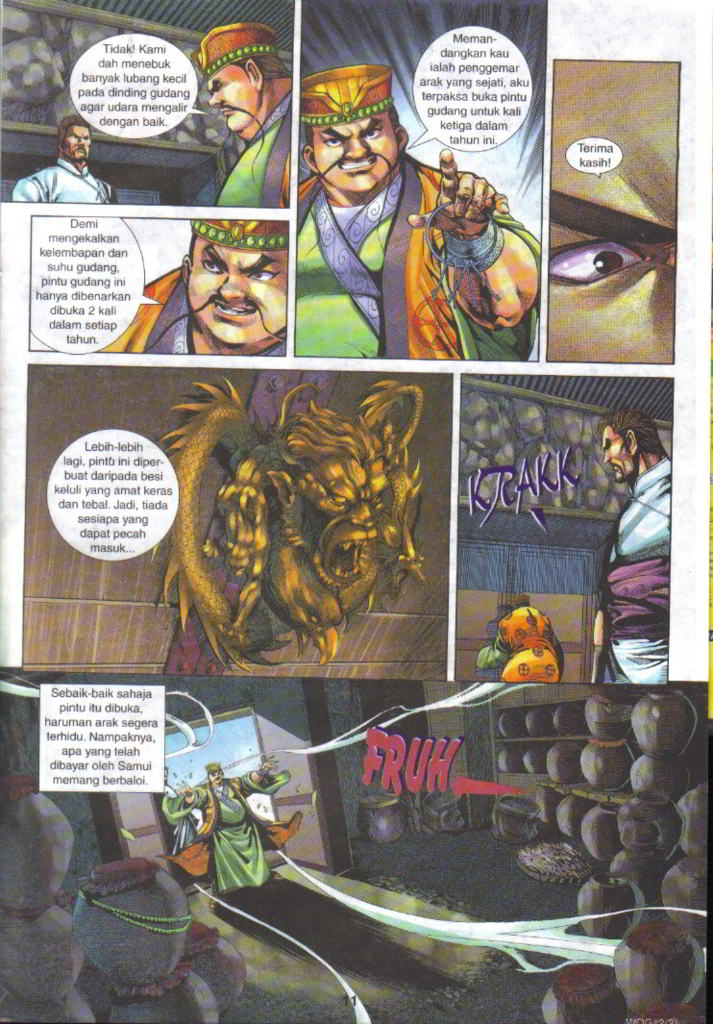 Tidak! Kami
dah menebuk
banyak lubang kecil
pada dinding gudang
agar udara mengalir
dengan baik.
Demi
mengekalkan
kelembapan dan
suhu gudang,
pintu gudang ini
hanya dibenarkan
dibuka 2 kali
dalam setiap
tahun.
Meman-
dangkan kau
ialah penggemar
arak yang sejati, aku
terpaksa buka pintu
gudang untuk kali
ketiga dalam
tahun ini.
Terima
kasih!
Lebih-lebih
lagi, pintu ini diper-
buat daripada besi
keluli yang amat keras
dan tebal. Jadi, tiada
sesiapa yang
dapat pecah
masuk...
KTRAKK
Sebaik-baik sahaja
pintu itu dibuka,
haruman arak segera
terhidu. Nampaknya,
apa yang telah
dibayar oleh Samui
memang berbaloi.
FRUH
11